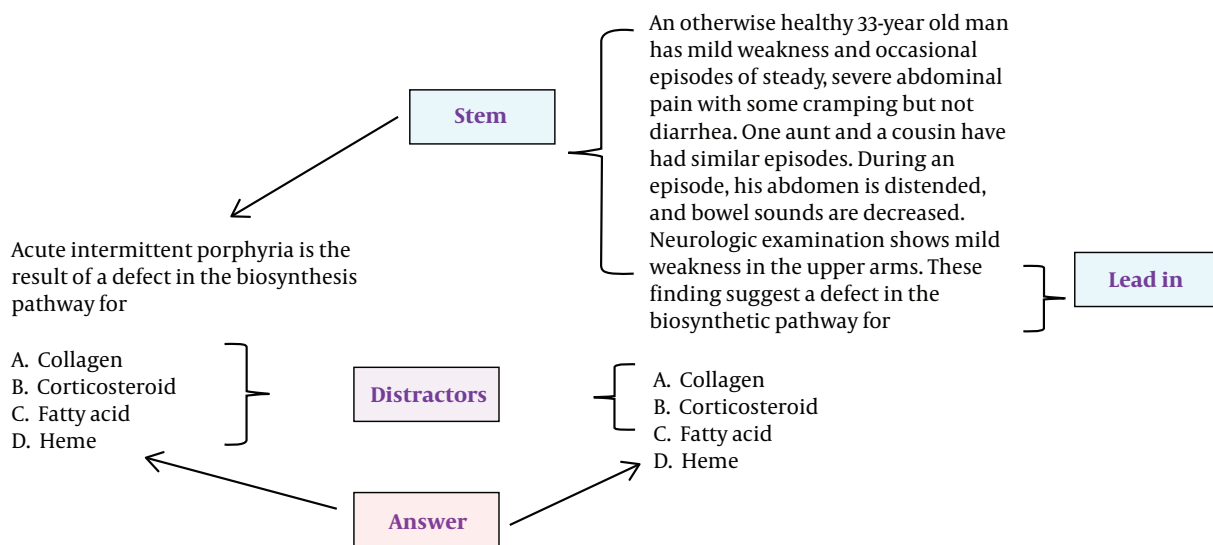 An otherwise healthy 33-year old man
has mild weakness and occasional
episodes of steady, severe abdominal
pain with some cramping but not
diarrhea. One aunt and a cousin have
had similar episodes. During an
episode, his abdomen is distended,
and bowel sounds are decreased.
Neurologic examination shows mild
weakness in the upper arms. These
finding suggest a defect in the
biosynthetic pathway for
Stem
Lead in
Acute intermittent porphyria is the
result of a defect in the biosynthesis
pathway for
A. Collagen
B. Corticosteroid
C. Fatty acid
D. Heme
Distractors
A. Collagen
B. Corticosteroid
C. Fatty acid
D. Heme
Answer